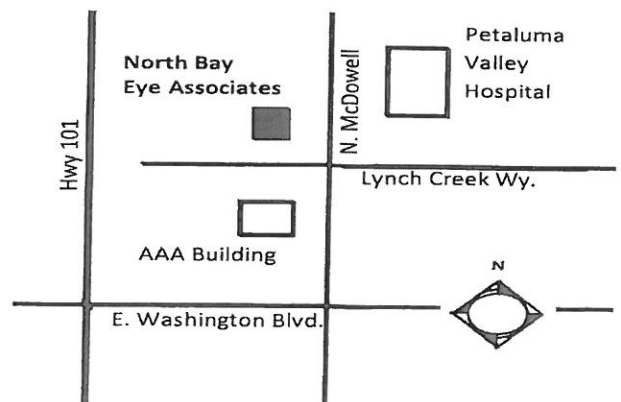 North Bay
Eye Associates
Petaluma
Valley
Hospital
Hwy 101
N. McDowell
Lynch Creek Wy.
AAA Building
N
E. Washington Blvd.